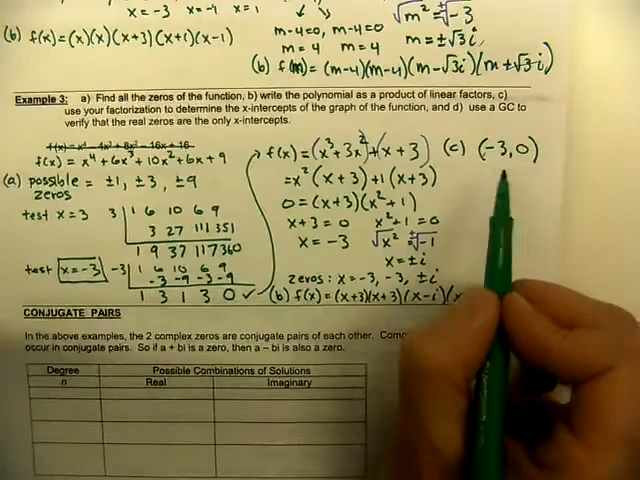 x = -3 x = -4 x = 1
(b) f(x) = (x)(x)(x+3)(x+1)(x-1)
m-4=0, m-4=0
m=4 m=4
√m² = ±√-3
m = ±√3 i
(b) f(m) = (m-4)(m-4)(m-√3i)(m+√3i)
Example 3: a) Find all the zeros of the function, b) write the polynomial as a product of linear factors, c)
use your factorization to determine the x-intercepts of the graph of the function, and d) use a GC to
verify that the real zeros are the only x-intercepts.
f(x) = x⁴ - 4x³ + 8x² - 16x + 16
f(x) = x⁴ + 6x³ + 10x² + 6x + 9
(a) possible zeros = ±1, ±3, ±9
test x = 3
3 | 1 6 10 6 9
3 27 111 351
1 9 37 117 360
test x = -3
-3 | 1 6 10 6 9
-3 -9 -3 -9
1 3 1 3 0 ✓
f(x) = (x³ + 3x²) + (x + 3)
= x²(x+3) + 1(x+3)
0 = (x+3)(x²+1)
x+3 = 0 x²+1 = 0
x = -3 √x² = ±√-1
x = ±i
zeros: x = -3, -3, ±i
(b) f(x) = (x+3)(x+3)(x-i)(x
(c) (-3, 0)
CONJUGATE PAIRS
In the above examples, the 2 complex zeros are conjugate pairs of each other.
occur in conjugate pairs. So if a + bi is a zero, then a − bi is also a zero.
Degree Possible Combinations of Solutions
n Real Imaginary